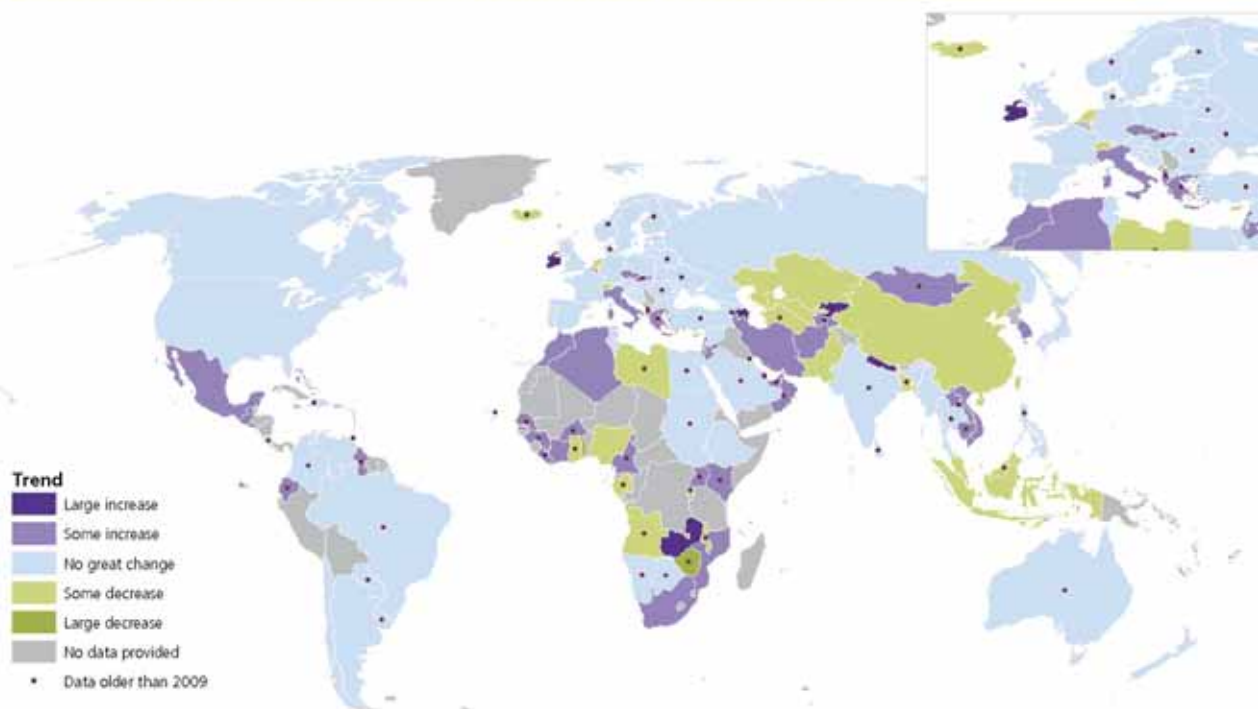 Trend
Large increase
Some increase
No great change
Some decrease
Large decrease
No data provided
Data older than 2009